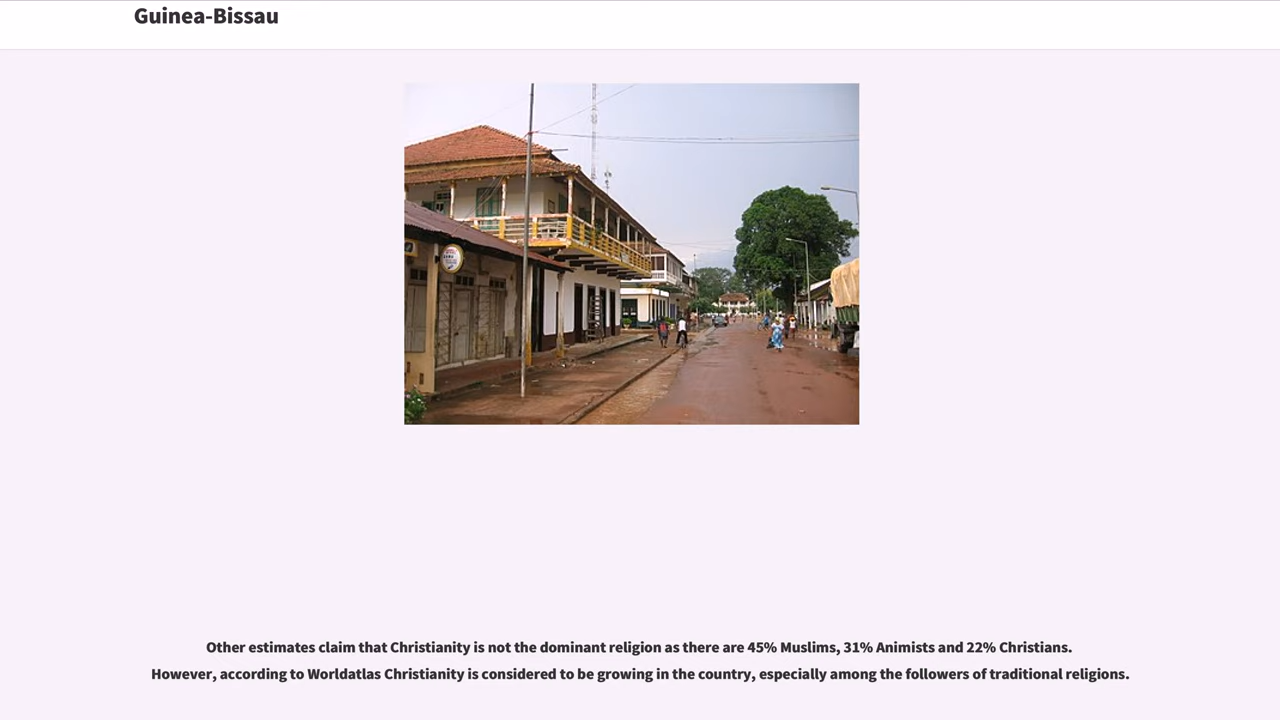 Guinea-Bissau
Other estimates claim that Christianity is not the dominant religion as there are 45% Muslims, 31% Animists and 22% Christians.
However, according to Worldatlas Christianity is considered to be growing in the country, especially among the followers of traditional religions.